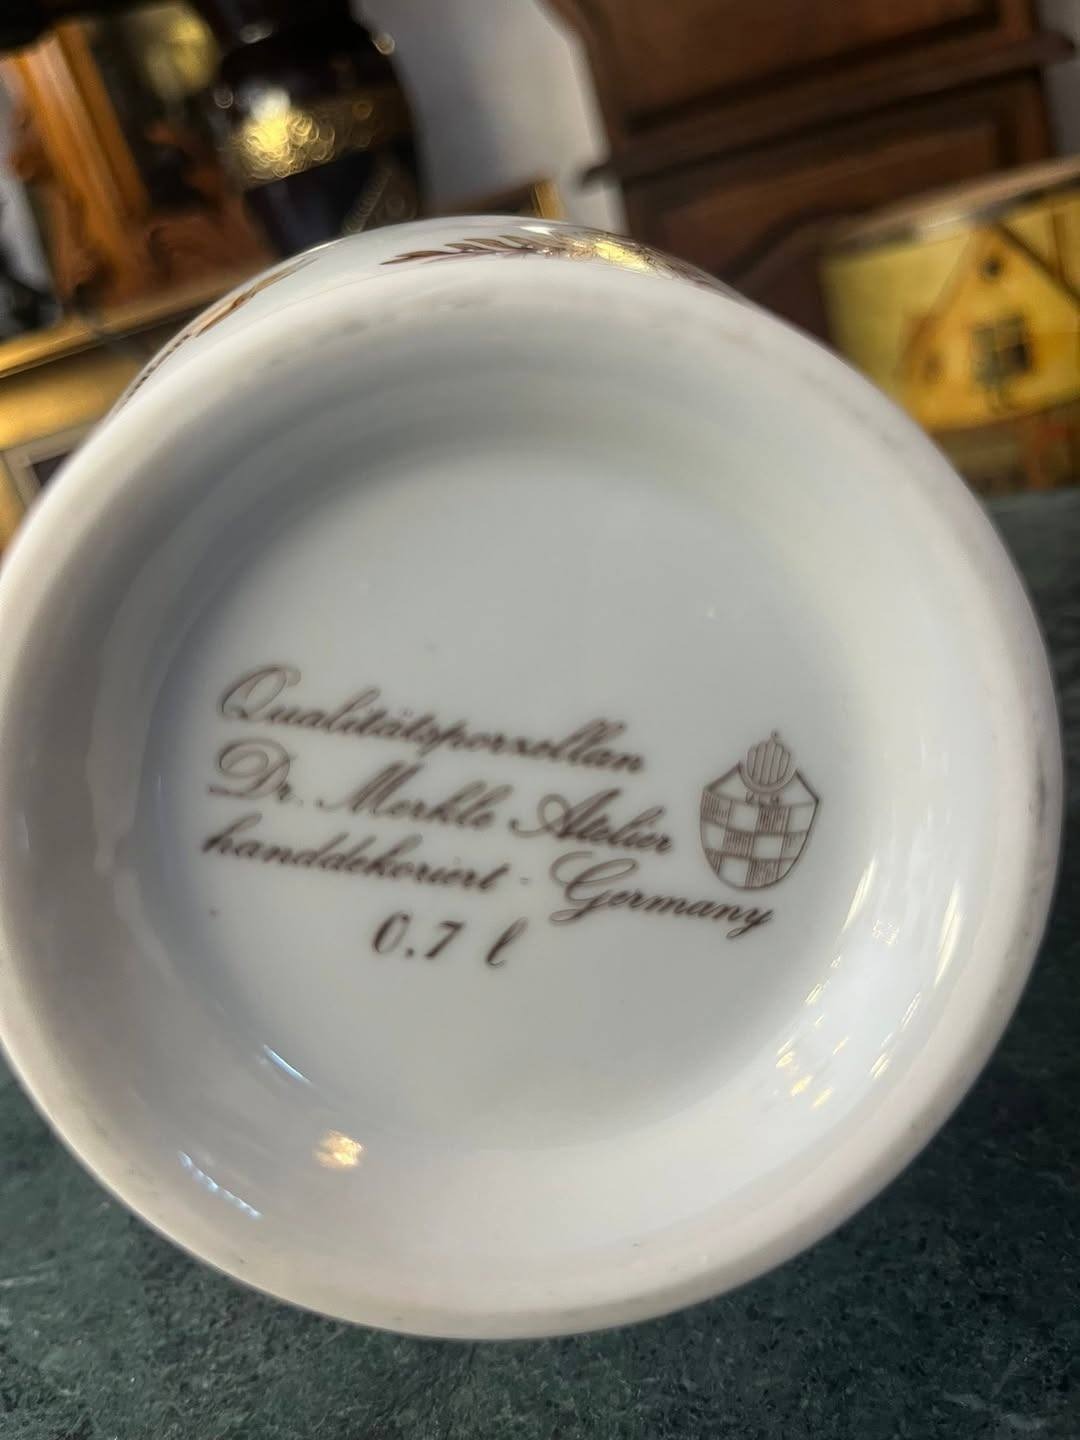 Qualitätsporzellan
Dr. Merkle Atelier
handdekoriert - Germany
0.7 l